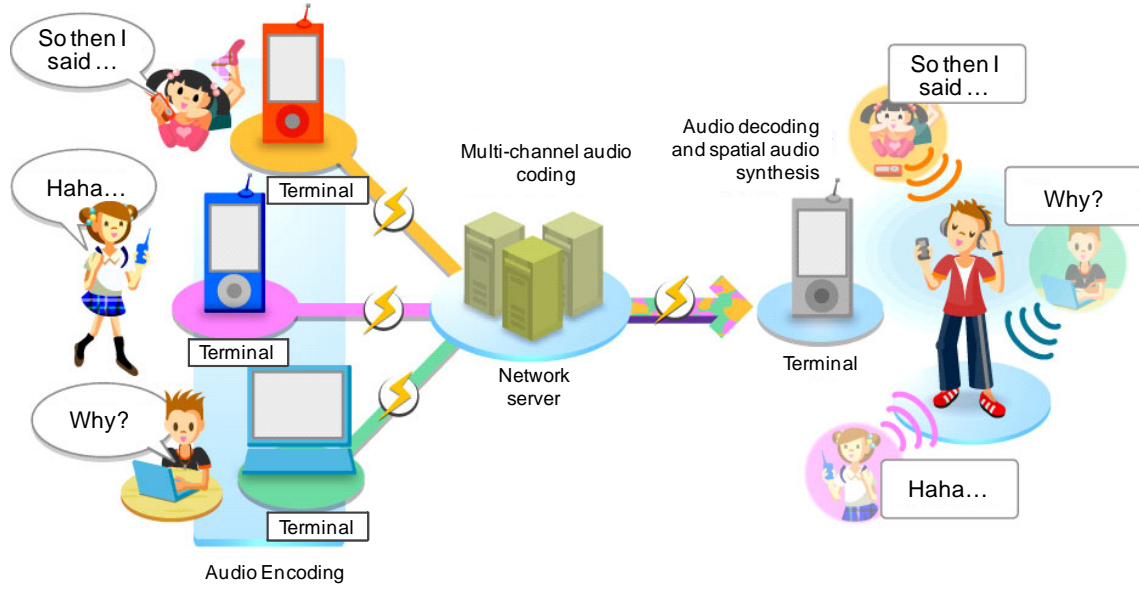 So then I
said …
Terminal
Haha…
Terminal
Why?
Terminal
Audio Encoding
Multi-channel audio
coding
Network
server
Audio decoding
and spatial audio
synthesis
Terminal
So then I
said …
Why?
Haha…